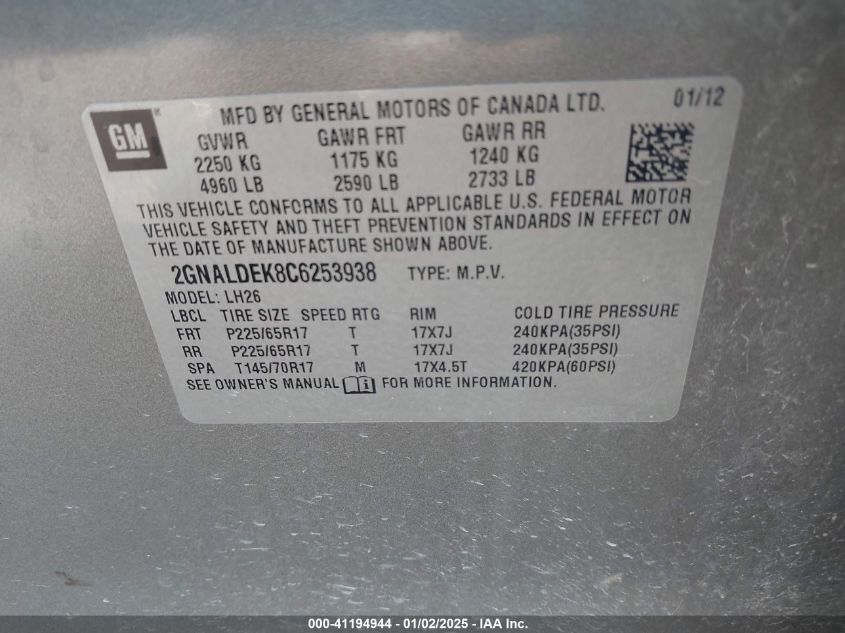 GM
MFD BY GENERAL MOTORS OF CANADA LTD. 01/12
GVWR GAWR FRT GAWR RR
2250 KG 1175 KG 1240 KG
4960 LB 2590 LB 2733 LB
THIS VEHICLE CONFORMS TO ALL APPLICABLE U.S. FEDERAL MOTOR
VEHICLE SAFETY AND THEFT PREVENTION STANDARDS IN EFFECT ON
THE DATE OF MANUFACTURE SHOWN ABOVE.
2GNALDEK8C6253938 TYPE: M.P.V.
MODEL: LH26
LBCL TIRE SIZE SPEED RTG RIM COLD TIRE PRESSURE
FRT P225/65R17 T 17X7J 240KPA(35PSI)
RR P225/65R17 T 17X7J 240KPA(35PSI)
SPA T145/70R17 M 17X4.5T 420KPA(60PSI)
SEE OWNER'S MANUAL i FOR MORE INFORMATION.
000-41194944 - 01/02/2025 - IAAI Inc.